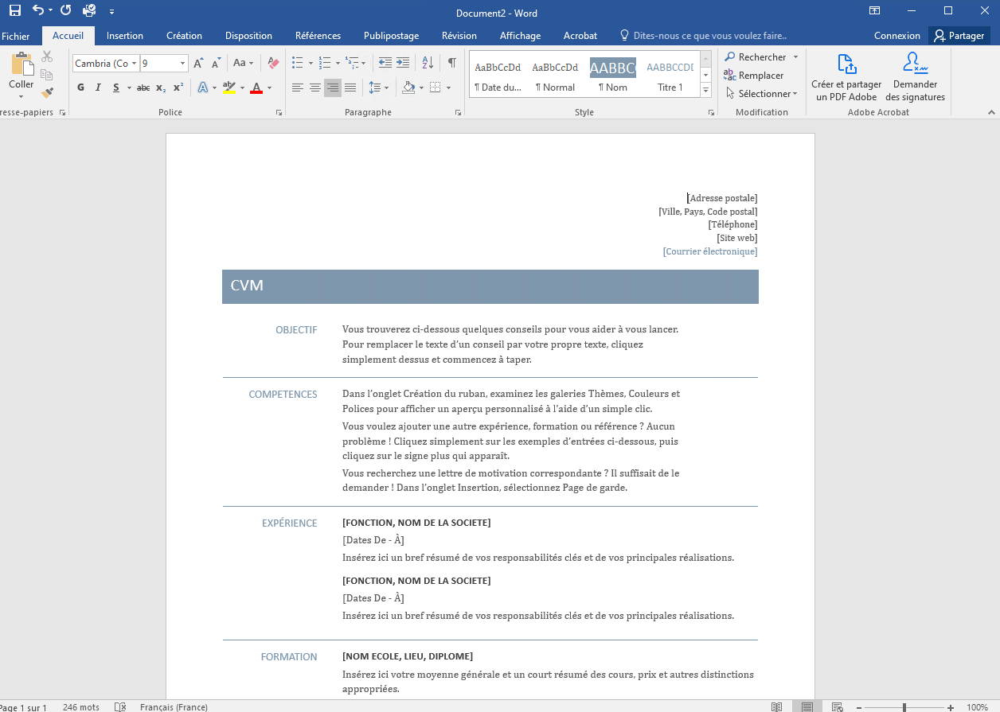 Document2 - Word
Fichier Accueil Insertion Création Disposition Références Publipostage Révision Affichage Acrobat Dites-nous ce que vous voulez faire.. Connexion Partager
Coller
Cambria (Co 9
Aa
G I S abc x₂ x²
AaBbCcDd AaBbCcDd AABBC AABBCCDI
¶ Date du... ¶ Normal ¶ Nom Titre 1
Rechercher
Remplacer
Sélectionner
Créer et partager
un PDF Adobe
Demander
des signatures
resse-papiers Police Paragraphe Style Modification Adobe Acrobat
[Adresse postale]
[Ville, Pays, Code postal]
[Téléphone]
[Site web]
[Courrier électronique]
CVM
OBJECTIF
Vous trouverez ci-dessous quelques conseils pour vous aider à vous lancer.
Pour remplacer le texte d’un conseil par votre propre texte, cliquez
simplement dessus et commencez à taper.
COMPETENCES
Dans l’onglet Création du ruban, examinez les galeries Thèmes, Couleurs et
Polices pour afficher un aperçu personnalisé à l’aide d’un simple clic.
Vous voulez ajouter une autre expérience, formation ou référence ? Aucun
problème ! Cliquez simplement sur les exemples d’entrées ci-dessous, puis
cliquez sur le signe plus qui apparaît.
Vous recherchez une lettre de motivation correspondante ? Il suffisait de le
demander ! Dans l’onglet Insertion, sélectionnez Page de garde.
EXPÉRIENCE
[FONCTION, NOM DE LA SOCIETE]
[Dates De - À]
Insérez ici un bref résumé de vos responsabilités clés et de vos principales réalisations.
[FONCTION, NOM DE LA SOCIETE]
[Dates De - À]
Insérez ici un bref résumé de vos responsabilités clés et de vos principales réalisations.
FORMATION
[NOM ECOLE, LIEU, DIPLOME]
Insérez ici votre moyenne générale et un court résumé des cours, prix et autres distinctions
appropriées.
Page 1 sur 1 246 mots Français (France) 100%